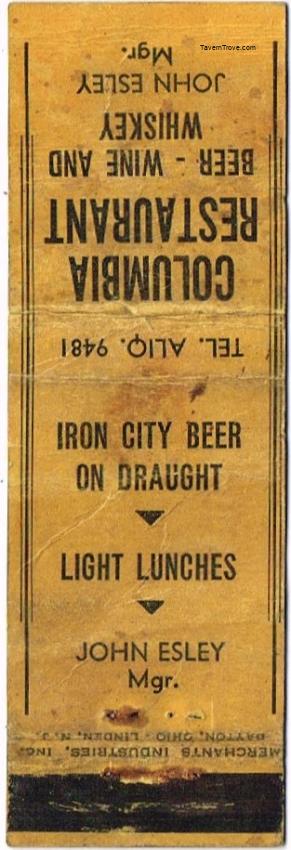 TavernTrove.com
COLUMBIA
RESTAURANT
BEER - WINE AND
WHISKEY
JOHN ESLEY
Mgr.
TEL. ALIQ. 9481
IRON CITY BEER
ON DRAUGHT
LIGHT LUNCHES
JOHN ESLEY
Mgr.
MERCHANTS INDUSTRIES, INC.
DAYTON, OHIO - LINDEN, N. J.